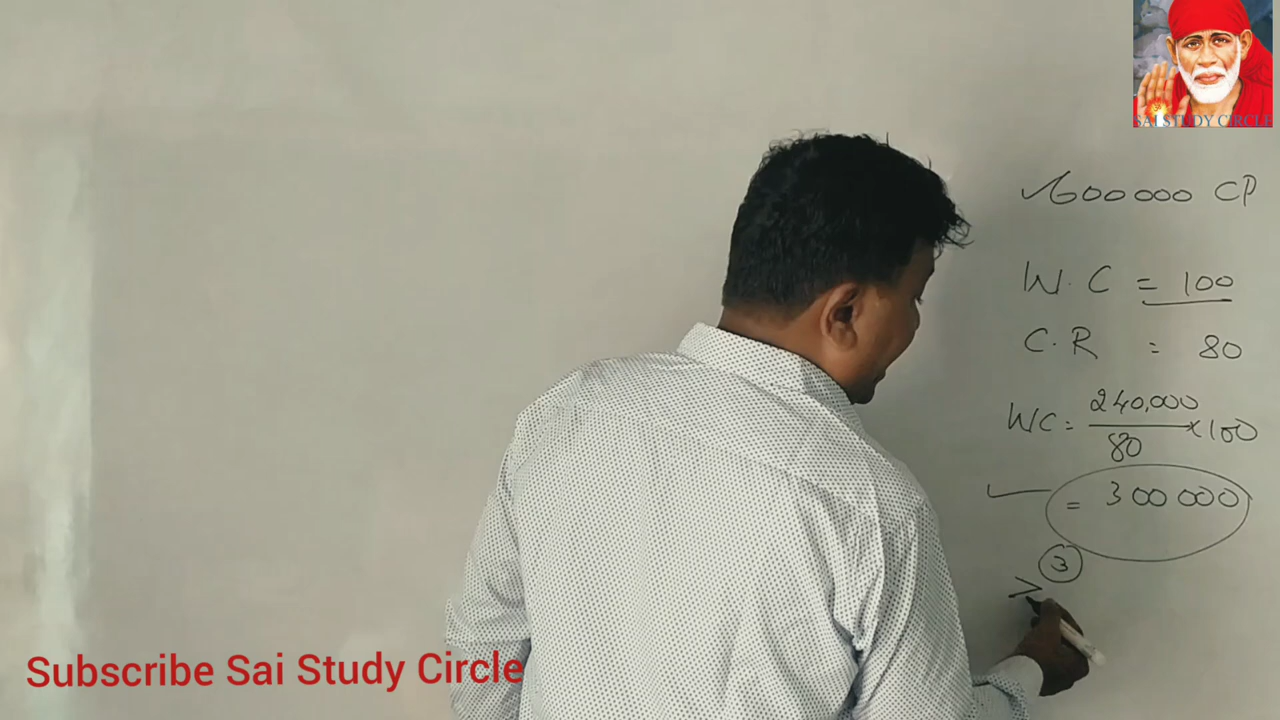 SAI STUDY CIRCLE
✓600000 CP
W.C = 100
C.R = 80
WC = 240,000
80
×100
= 300000
3
>
Subscribe Sai Study Circle